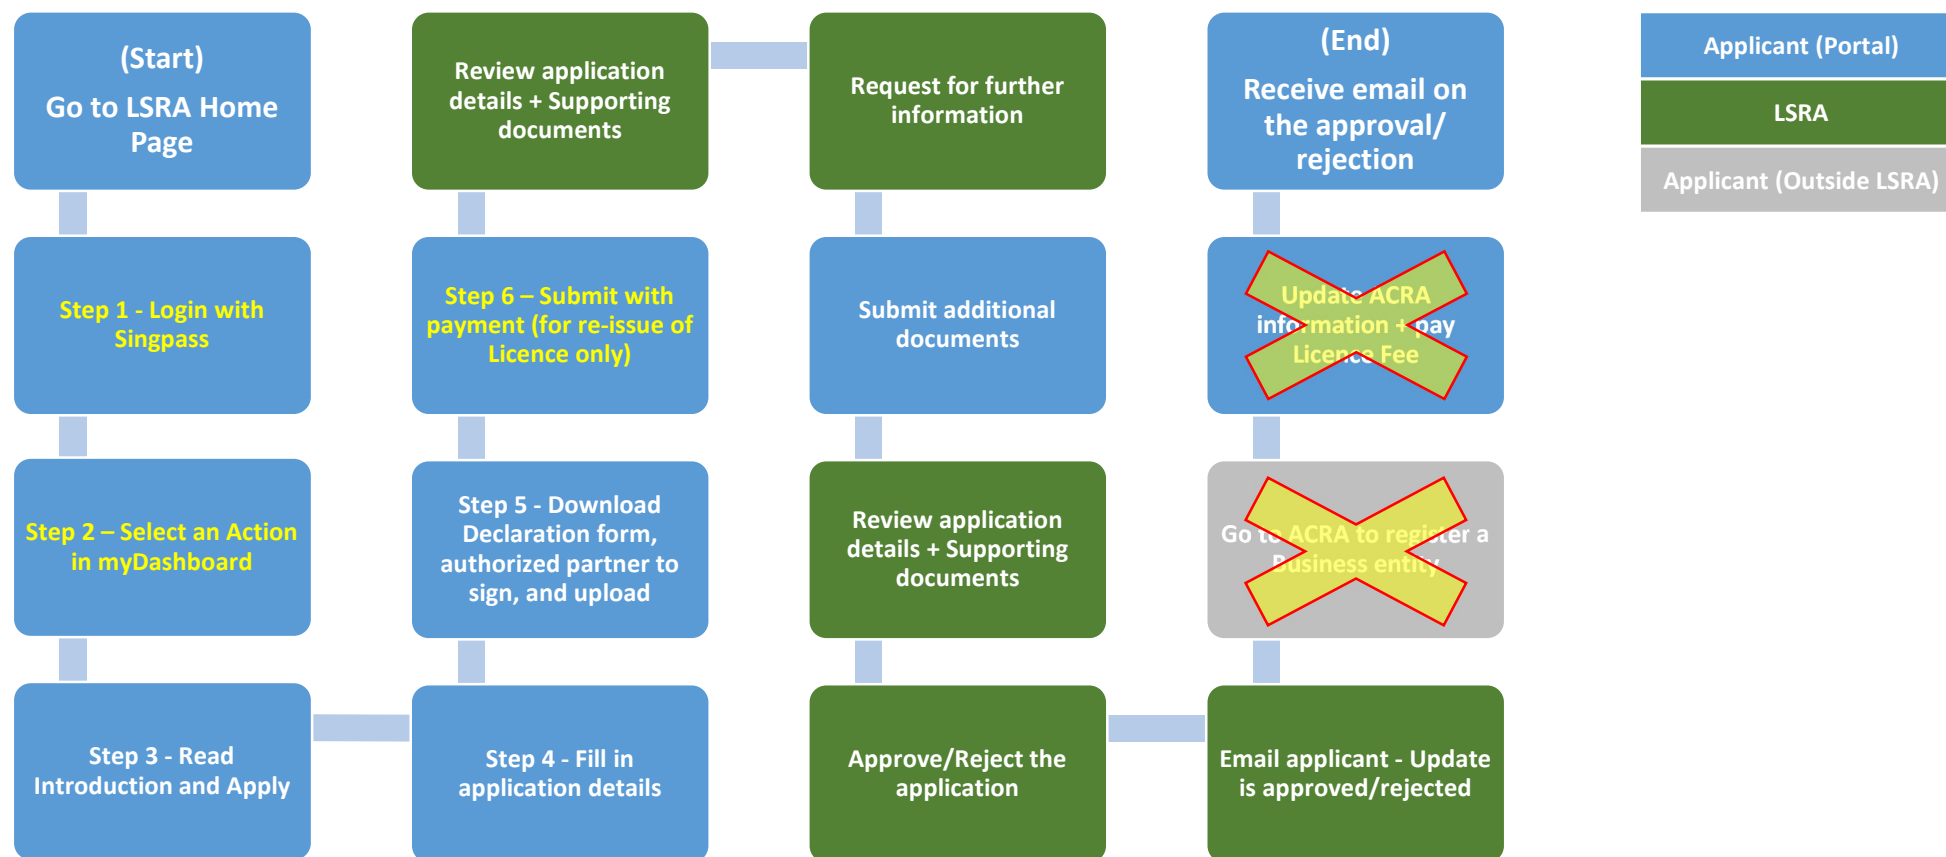 (Start)
Go to LSRA Home
Page
Step 1 - Login with
Singpass
Step 2 – Select an Action
in myDashboard
Step 3 - Read
Introduction and Apply
Step 4 - Fill in
application details
Step 5 - Download
Declaration form,
authorized partner to
sign, and upload
Step 6 – Submit with
payment (for re-issue of
Licence only)
Review application
details + Supporting
documents
Request for further
information
Submit additional
documents
Review application
details + Supporting
documents
Approve/Reject the
application
Email applicant - Update
is approved/rejected
Go to ACRA to register a
Business entity
Update ACRA
information + pay
Licence Fee
(End)
Receive email on
the approval/
rejection
Applicant (Portal)
LSRA
Applicant (Outside LSRA)